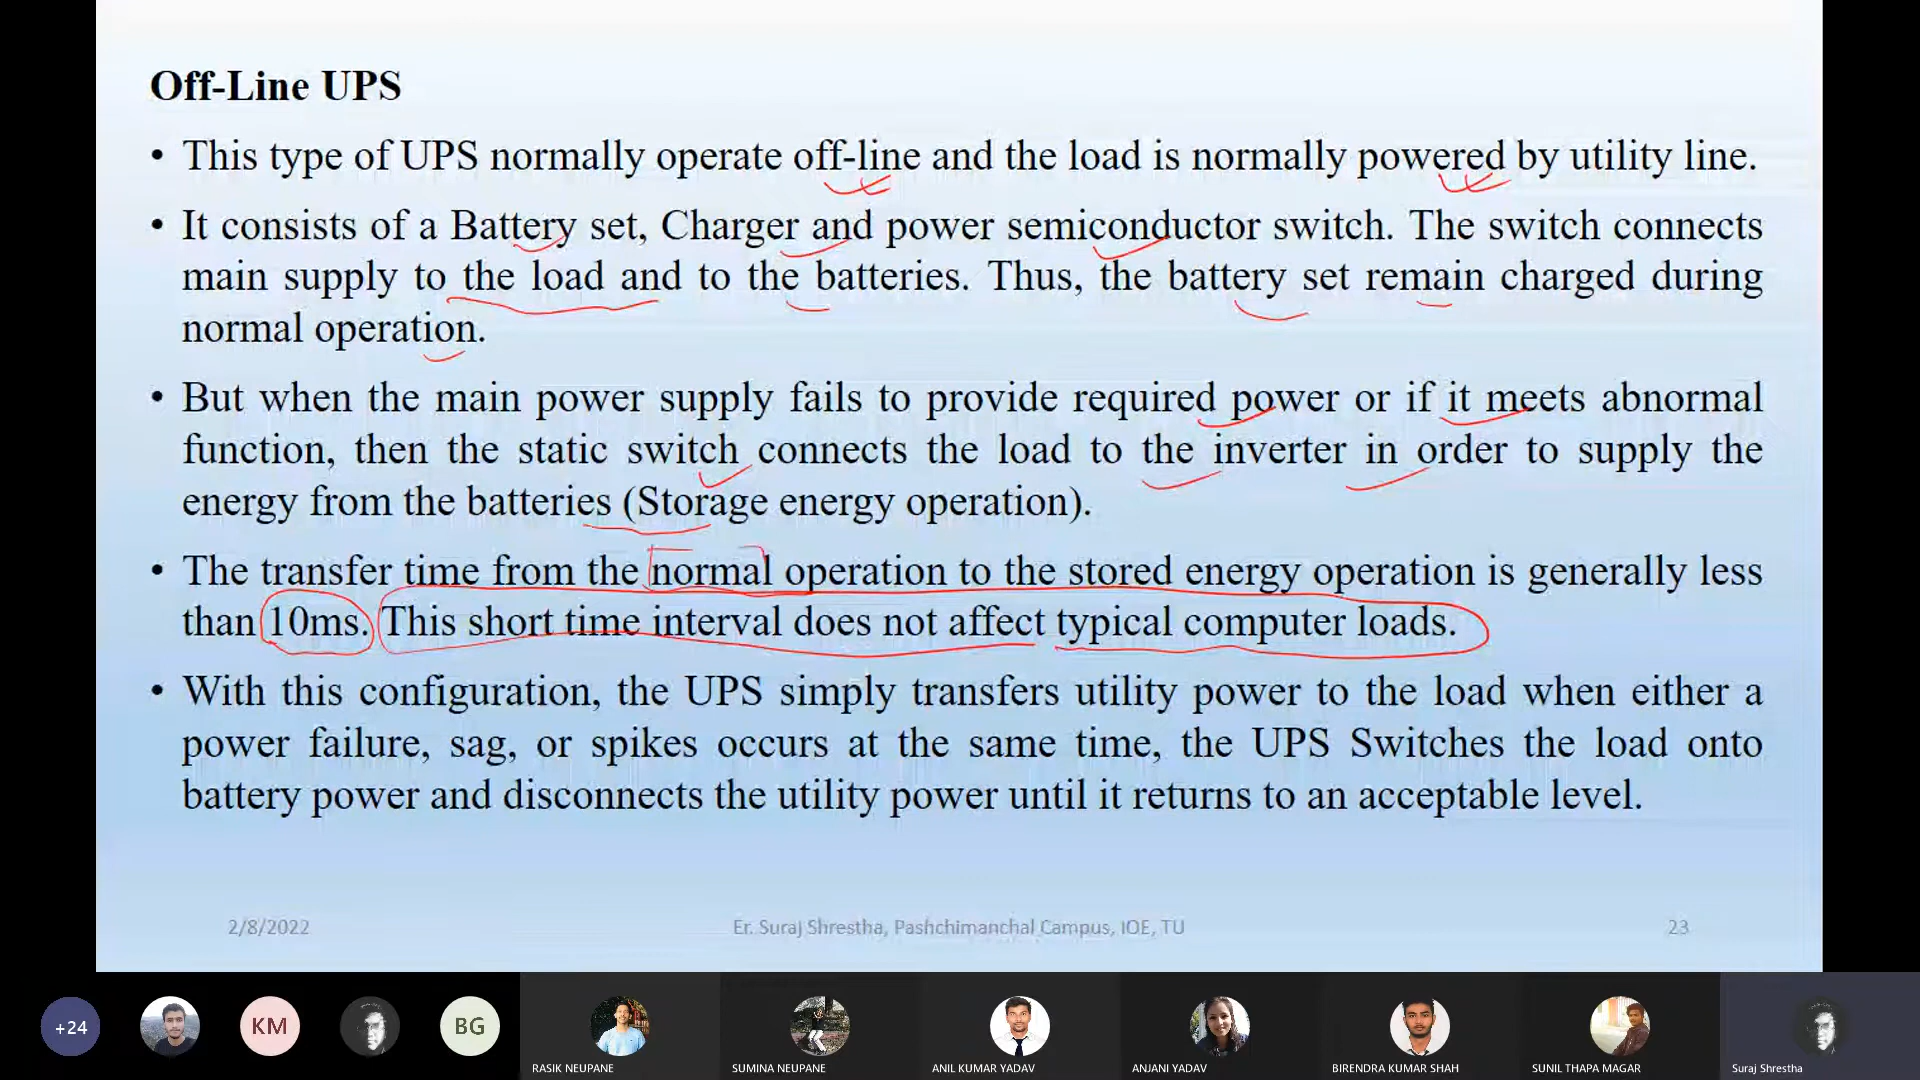 Off-Line UPS
• This type of UPS normally operate off-line and the load is normally powered by utility line.
• It consists of a Battery set, Charger and power semiconductor switch. The switch connects
main supply to the load and to the batteries. Thus, the battery set remain charged during
normal operation.
• But when the main power supply fails to provide required power or if it meets abnormal
function, then the static switch connects the load to the inverter in order to supply the
energy from the batteries (Storage energy operation).
• The transfer time from the normal operation to the stored energy operation is generally less
than 10ms. This short time interval does not affect typical computer loads.
• With this configuration, the UPS simply transfers utility power to the load when either a
power failure, sag, or spikes occurs at the same time, the UPS Switches the load onto
battery power and disconnects the utility power until it returns to an acceptable level.
2/8/2022 Er. Suraj Shrestha, Pashchimanchal Campus, IOE, TU 23
+24 KM BG
RASIK NEUPANE SUMINA NEUPANE ANIL KUMAR YADAV ANJANI YADAV BIRENDRA KUMAR SHAH SUNIL THAPA MAGAR Suraj Shrestha